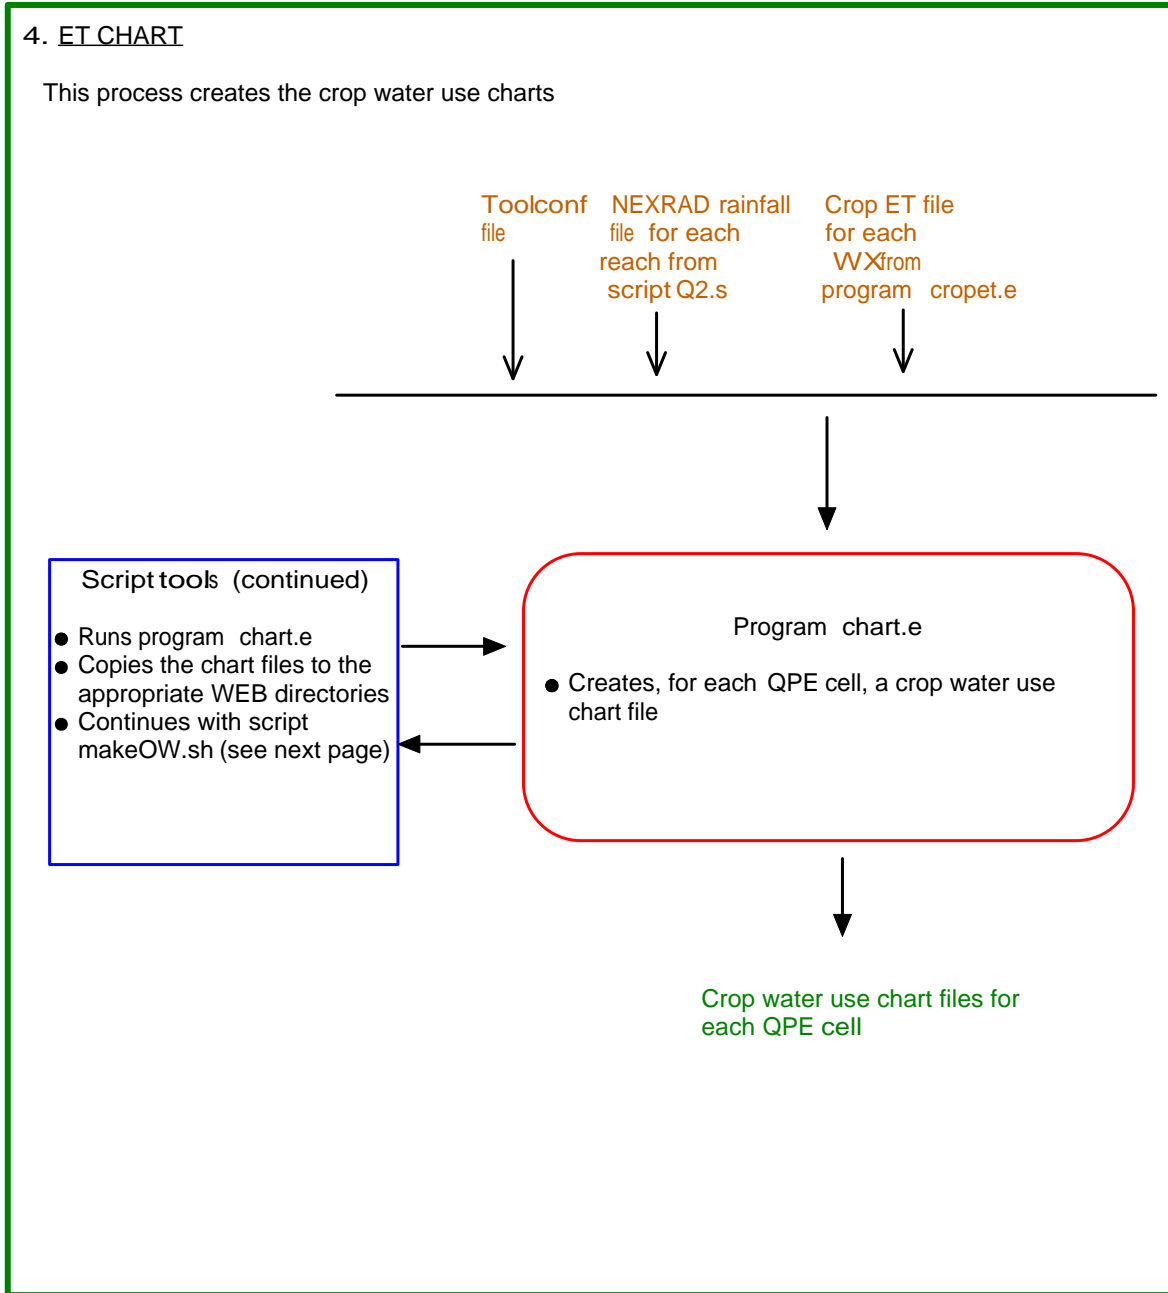 4. ET CHART
This process creates the crop water use charts
Toolconf
file
NEXRAD rainfall
file for each
reach from
script Q2.s
Crop ET file
for each
WX from
program cropet.e
Script tools (continued)
● Runs program chart.e
● Copies the chart files to the
appropriate WEB directories
● Continues with script
makeOW.sh (see next page)
Program chart.e
● Creates, for each QPE cell, a crop water use
chart file
Crop water use chart files for
each QPE cell